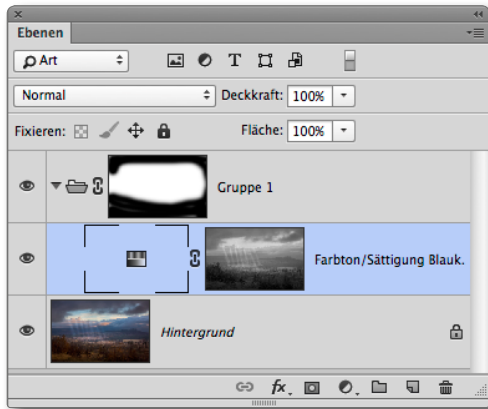 Ebenen
Art
T
Normal
Deckkraft: 100%
Fixieren:
Fläche: 100%
Gruppe 1
Farbton/Sättigung Blauk.
Hintergrund
fx